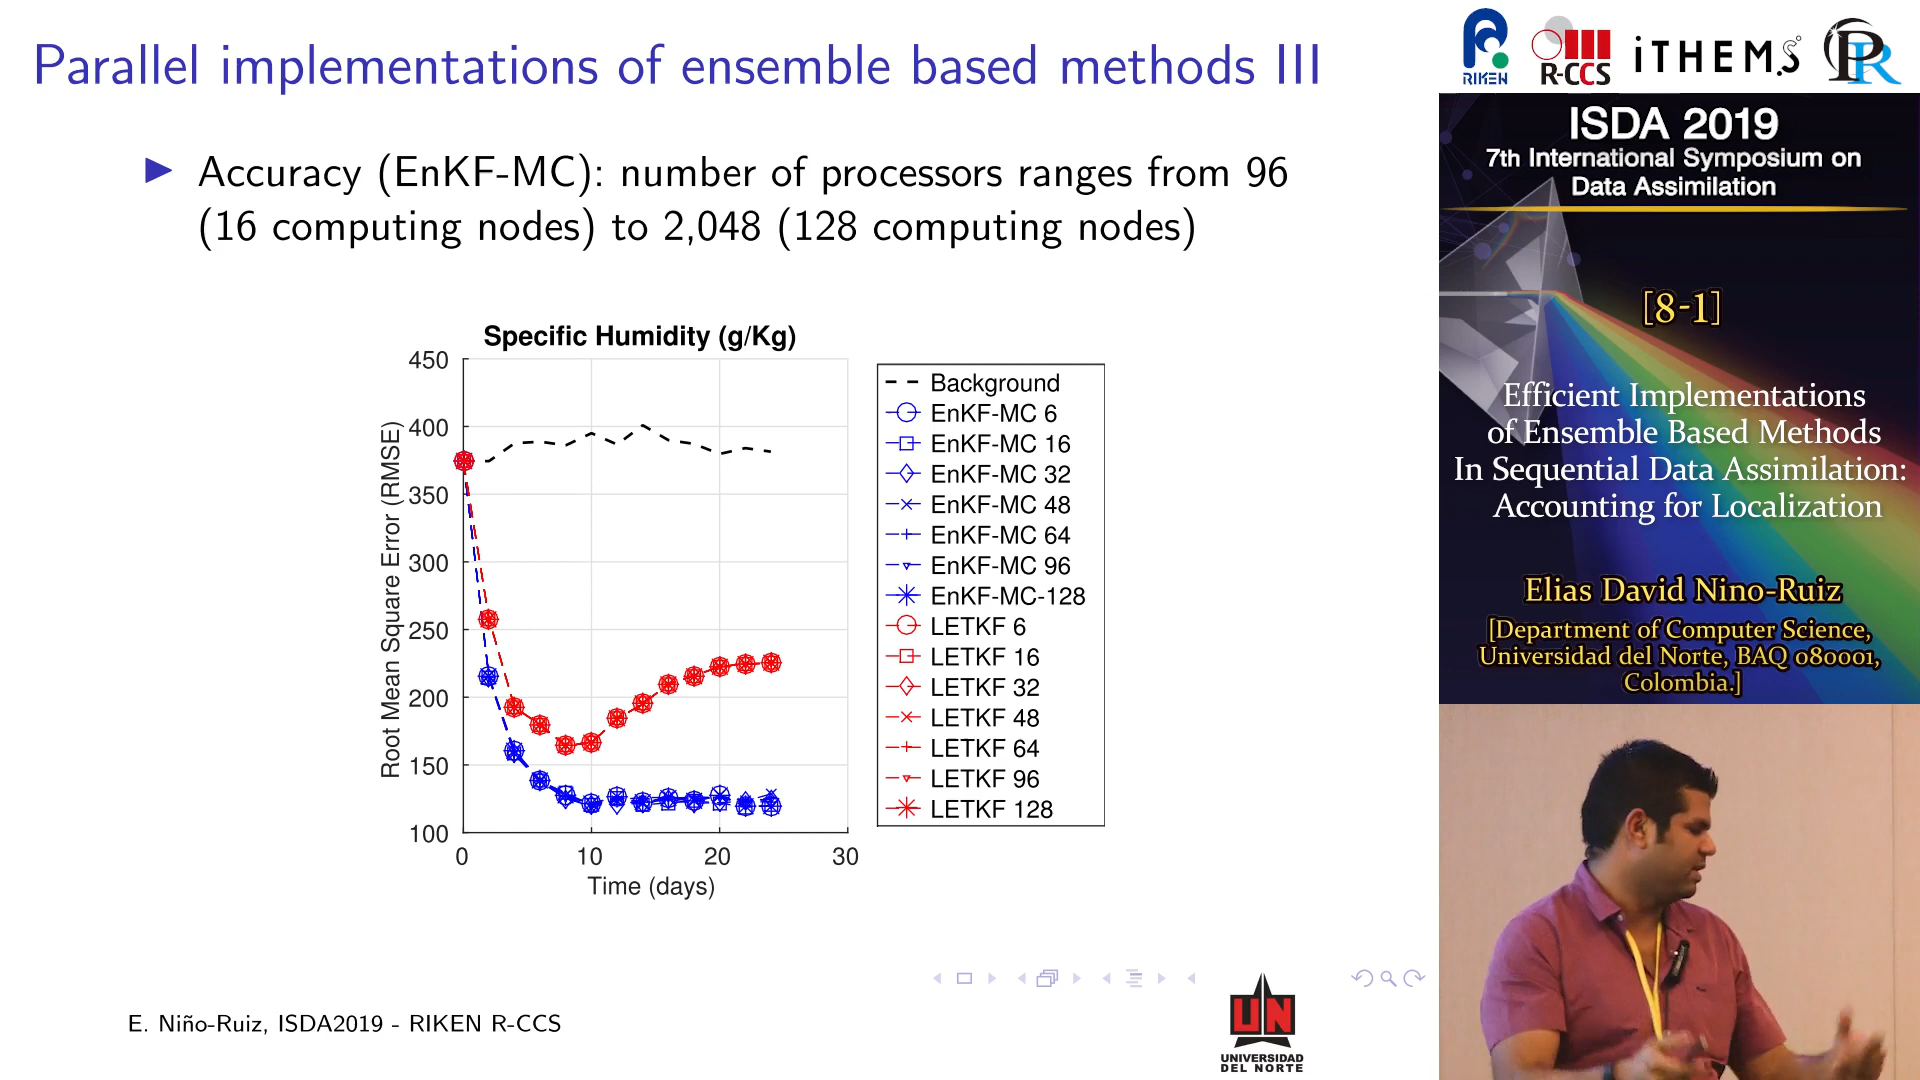 Parallel implementations of ensemble based methods III
Accuracy (EnKF-MC): number of processors ranges from 96
(16 computing nodes) to 2,048 (128 computing nodes)
Specific Humidity (g/Kg)
Root Mean Square Error (RMSE)
450
400
350
300
250
200
150
100
0
10
20
30
Time (days)
Background
EnKF-MC 6
EnKF-MC 16
EnKF-MC 32
EnKF-MC 48
EnKF-MC 64
EnKF-MC 96
EnKF-MC-128
LETKF 6
LETKF 16
LETKF 32
LETKF 48
LETKF 64
LETKF 96
LETKF 128
E. Niño-Ruiz, ISDA2019 - RIKEN R-CCS
UN
UNIVERSIDAD
DEL NORTE
RIKEN
R-CCS
iTHEMS
PR
ISDA 2019
7th International Symposium on
Data Assimilation
[8-1]
Efficient Implementations
of Ensemble Based Methods
In Sequential Data Assimilation:
Accounting for Localization
Elias David Nino-Ruiz
[Department of Computer Science,
Universidad del Norte, BAQ 080001,
Colombia.]